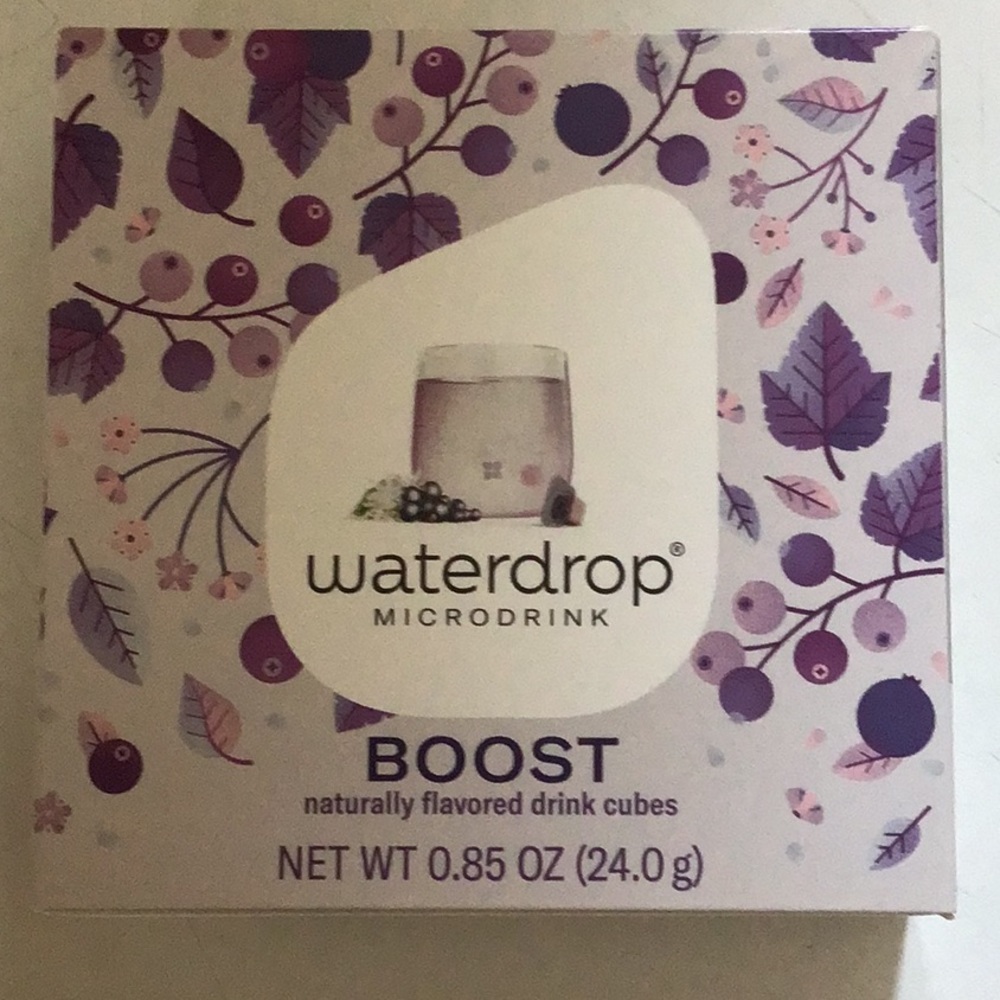 waterdrop®
MICRODRINK
BOOST
naturally flavored drink cubes
NET WT 0.85 OZ (24.0 g)